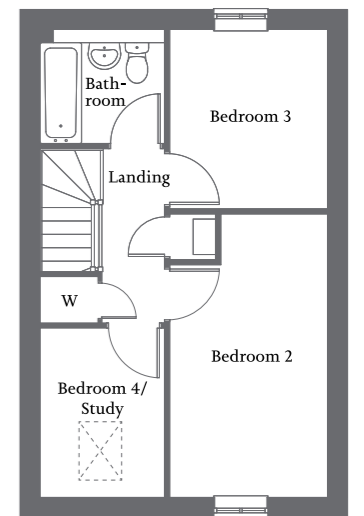 Bath-
room
Bedroom 3
Landing
W
Bedroom 2
Bedroom 4/
Study